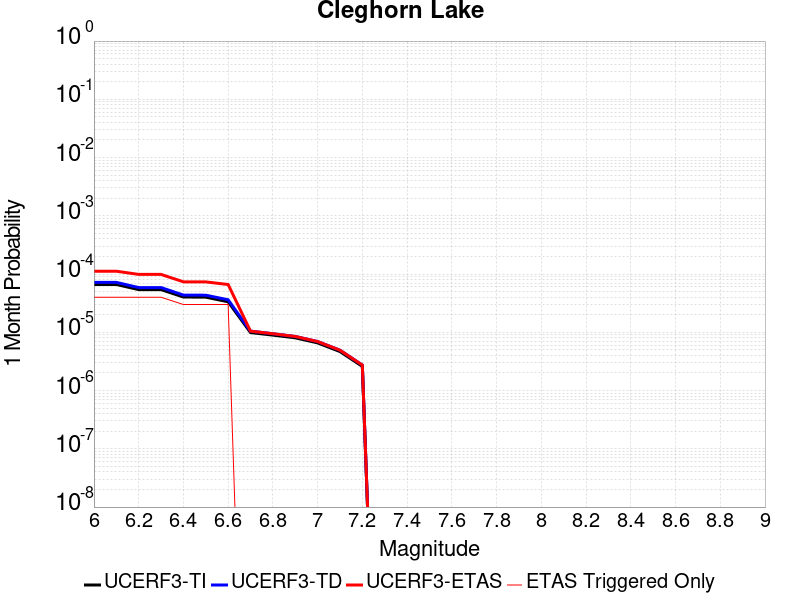 Cleghorn Lake
10^0
10^-1
10^-2
10^-3
10^-4
10^-5
10^-6
10^-7
10^-8
1 Month Probability
6 6.2 6.4 6.6 6.8 7 7.2 7.4 7.6 7.8 8 8.2 8.4 8.6 8.8 9
Magnitude
UCERF3-TI UCERF3-TD UCERF3-ETAS ETAS Triggered Only